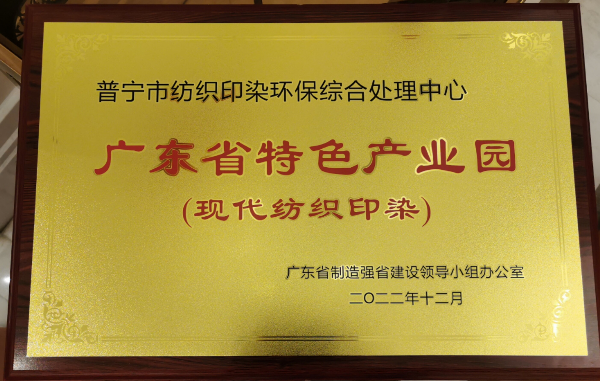 普宁市纺织印染环保综合处理中心
广东省特色产业园
(现代纺织印染)
广东省制造强省建设领导小组办公室
二〇二二年十二月